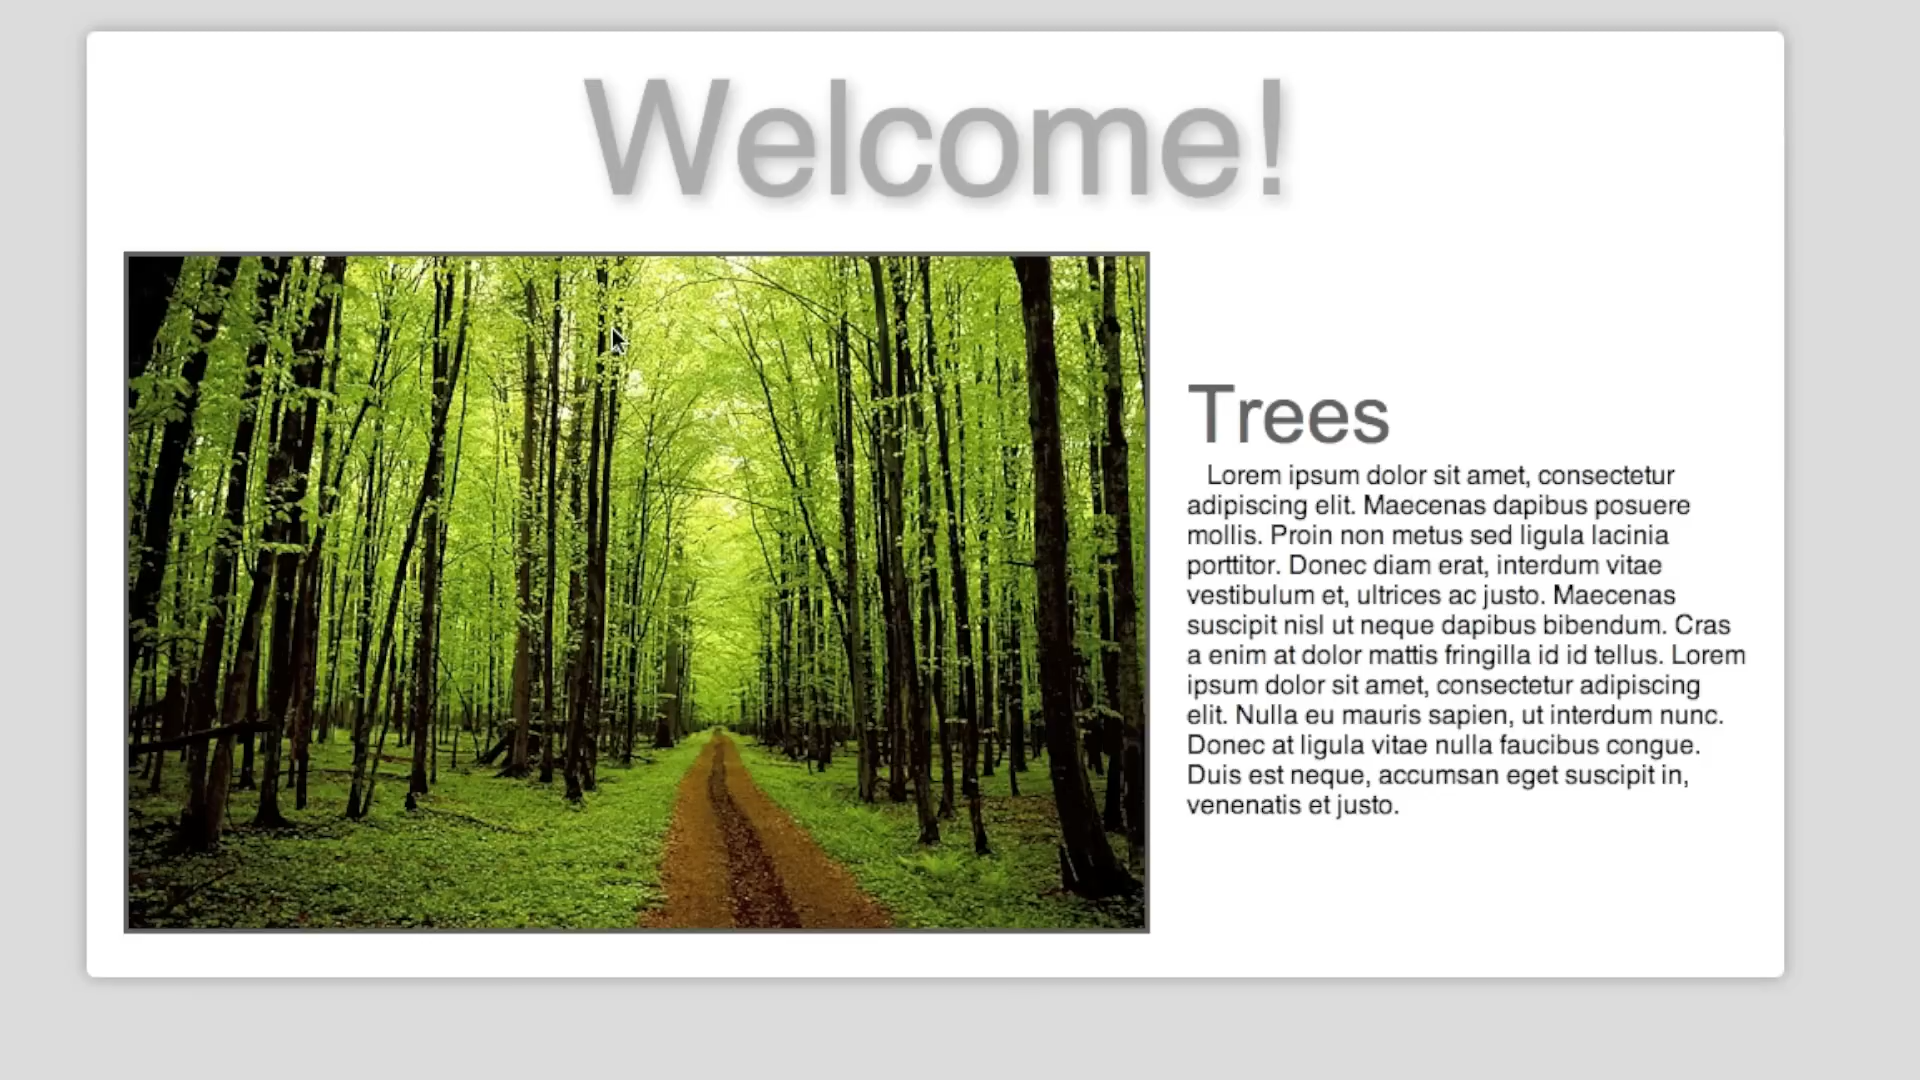 Welcome!
Trees
Lorem ipsum dolor sit amet, consectetur
adipiscing elit. Maecenas dapibus posuere
mollis. Proin non metus sed ligula lacinia
porttitor. Donec diam erat, interdum vitae
vestibulum et, ultrices ac justo. Maecenas
suscipit nisl ut neque dapibus bibendum. Cras
a enim at dolor mattis fringilla id id tellus. Lorem
ipsum dolor sit amet, consectetur adipiscing
elit. Nulla eu mauris sapien, ut interdum nunc.
Donec at ligula vitae nulla faucibus congue.
Duis est neque, accumsan eget suscipit in,
venenatis et justo.